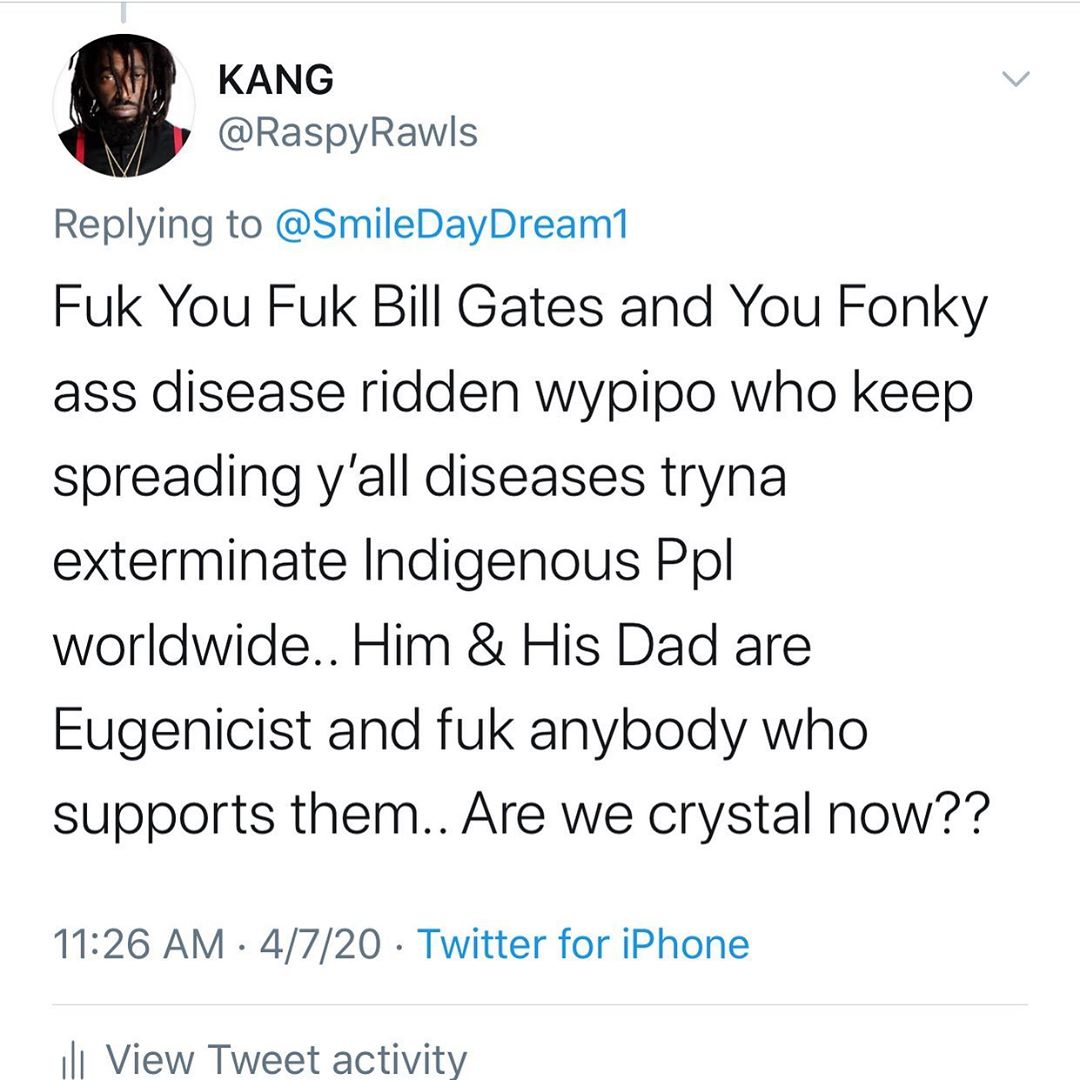 KANG
@RaspyRawls
Replying to @SmileDayDream1
Fuk You Fuk Bill Gates and You Fonky
ass disease ridden wypipo who keep
spreading y'all diseases tryna
exterminate Indigenous Ppl
worldwide.. Him & His Dad are
Eugenicist and fuk anybody who
supports them.. Are we crystal now??
11:26 AM · 4/7/20 · Twitter for iPhone
View Tweet activity